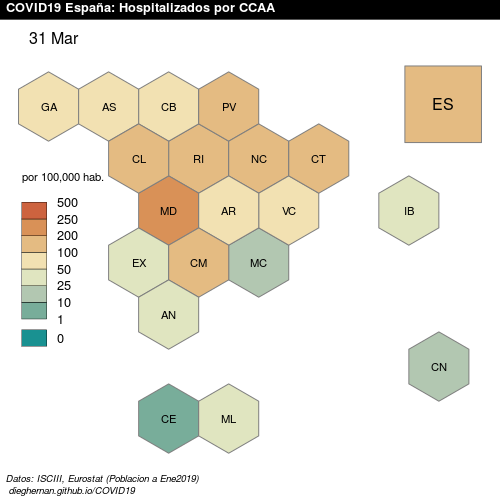 COVID19 España: Hospitalizados por CCAA
31 Mar
GA AS CB PV ES
CL RI NC CT
por 100,000 hab.
500
250
200
100
50
25
10
1
0
MD AR VC IB
EX CM MC
AN
CN
CE ML
Datos: ISCIII, Eurostat (Poblacion a Ene2019)
dieghernan.github.io/COVID19